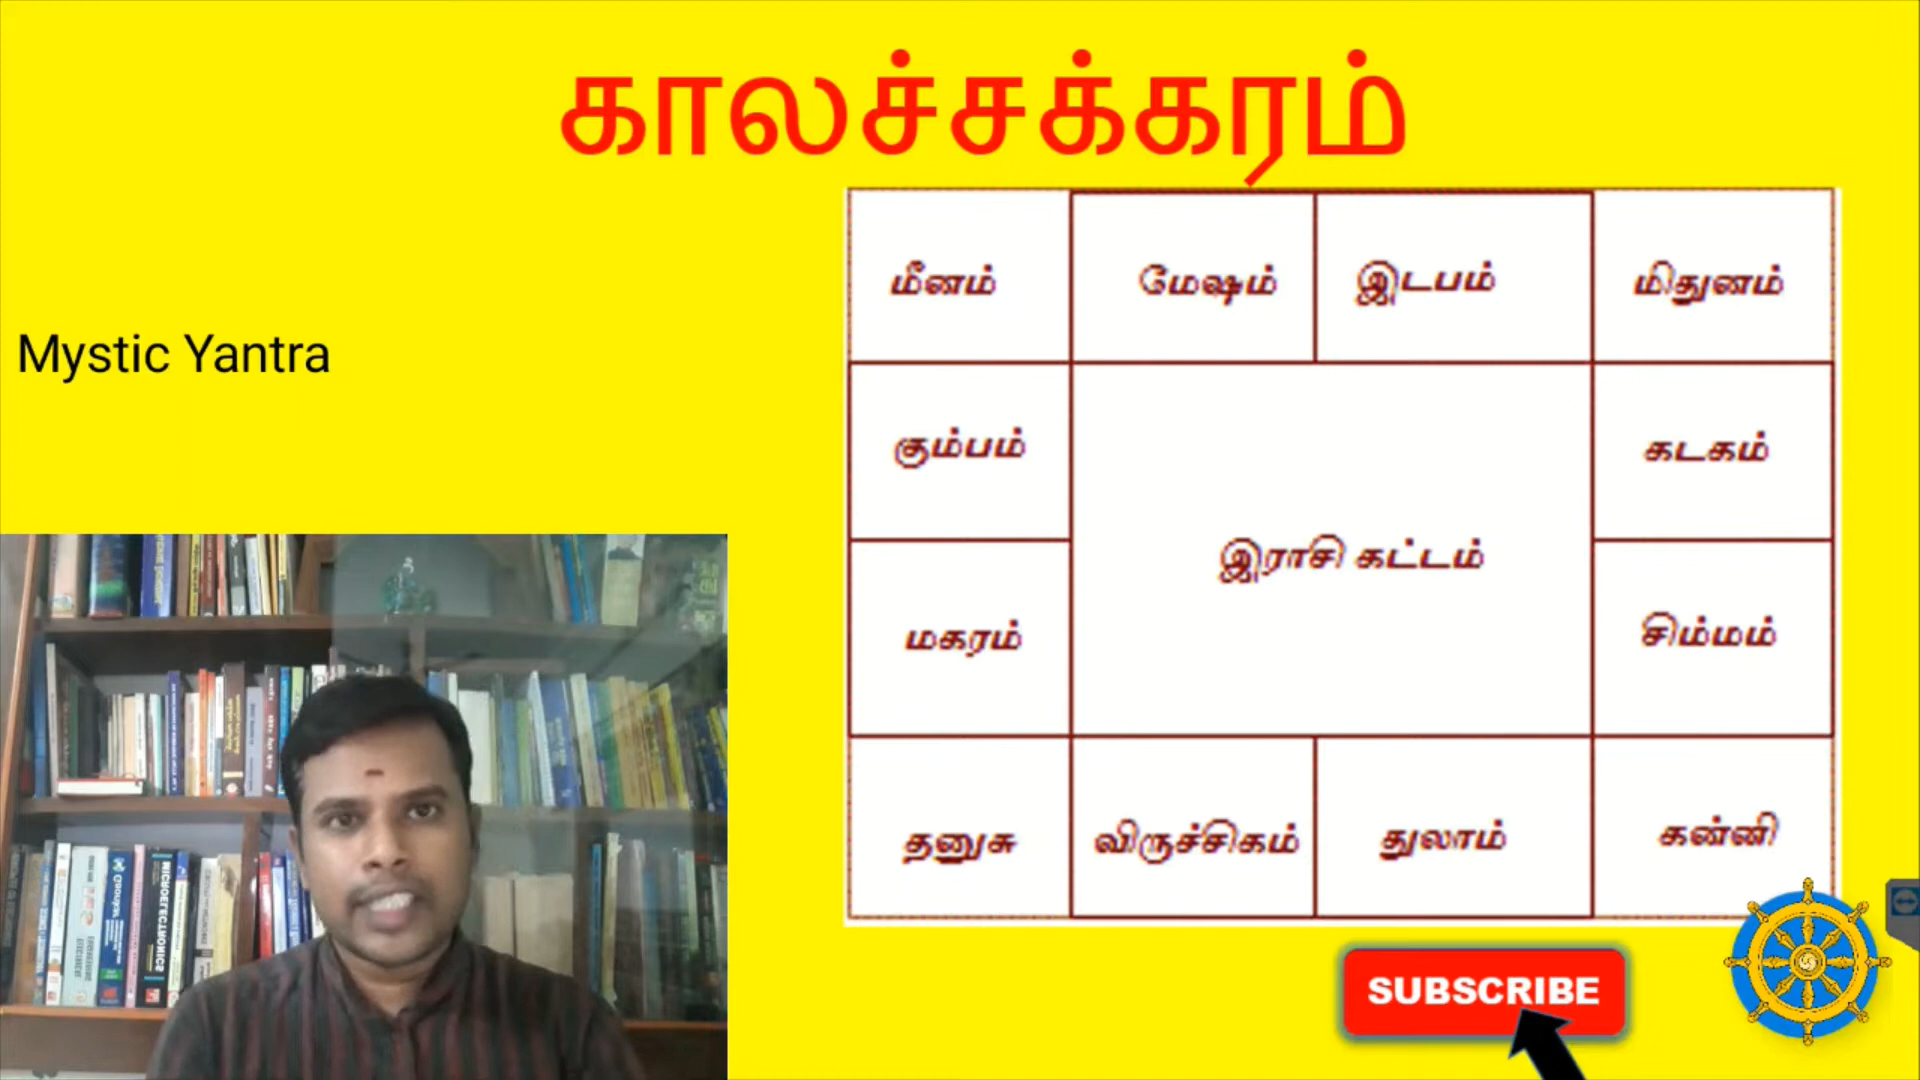 காலச்சக்கரம்
மீனம் மேஷம் இடபம் மிதுனம்
Mystic Yantra
கும்பம் கடகம்
இராசி கட்டம்
மகரம் சிம்மம்
தனுசு விருச்சிகம் துலாம் கன்னி
MICROELECTRONICS
SUBSCRIBE